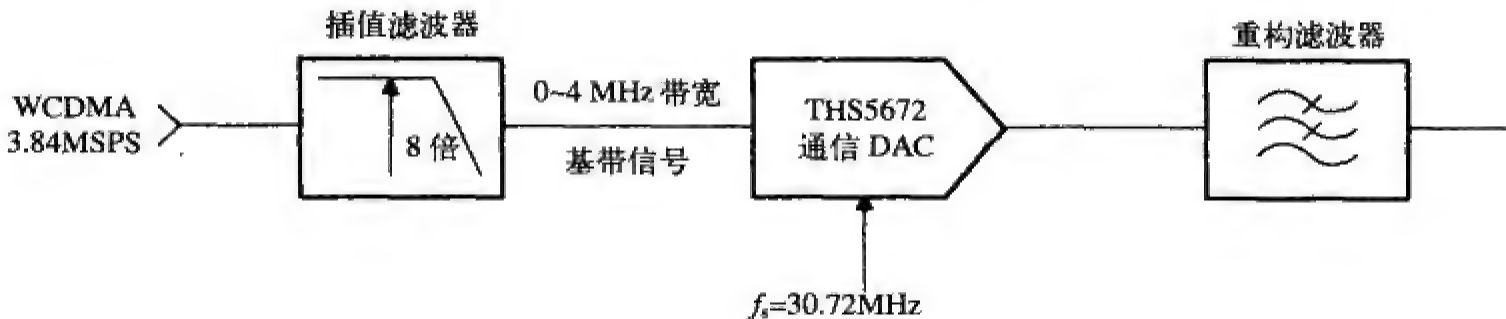 插值滤波器
重构滤波器
WCDMA
3.84MSPS
8 倍
0~4 MHz 带宽
基带信号
THS5672
通信 DAC
fs=30.72MHz